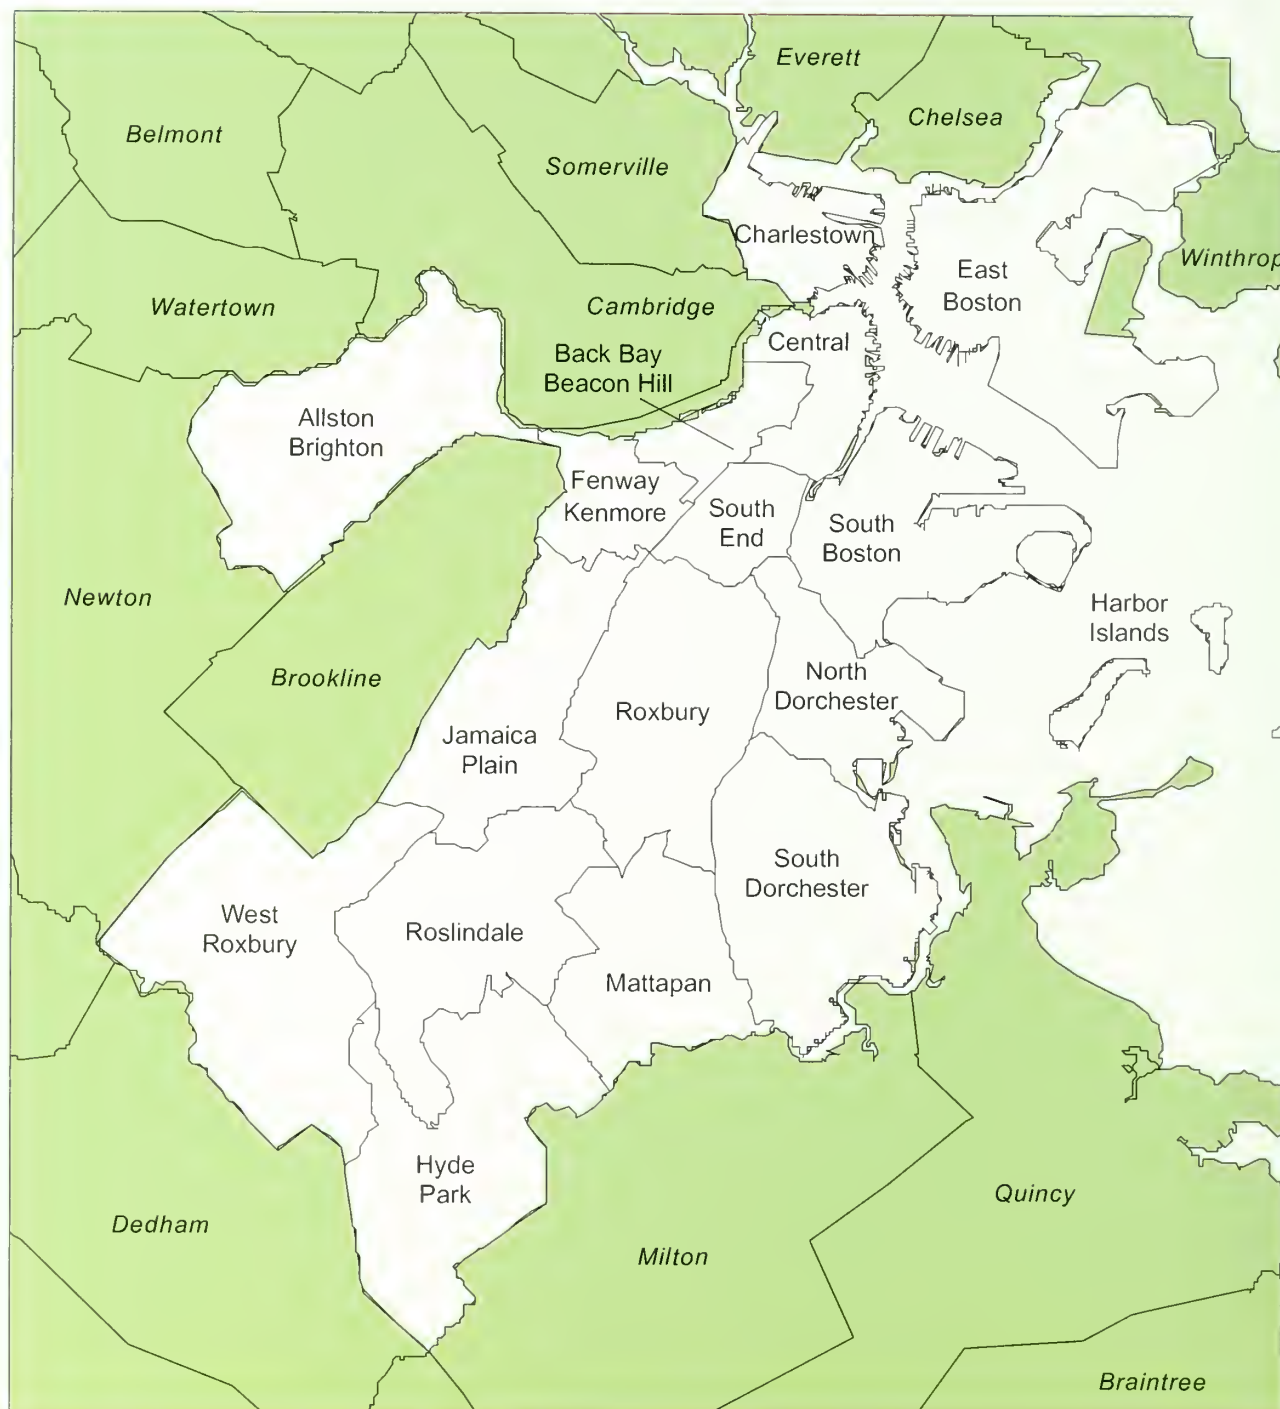 Everett
Chelsea
Belmont
Somerville
Charlestown
Winthrop
East
Boston
Watertown
Cambridge
Central
Back Bay
Beacon Hill
Allston
Brighton
Fenway
Kenmore
South
End
South
Boston
Newton
Harbor
Islands
Brookline
North
Dorchester
Roxbury
Jamaica
Plain
South
Dorchester
West
Roxbury
Roslindale
Mattapan
Hyde
Park
Quincy
Dedham
Milton
Braintree